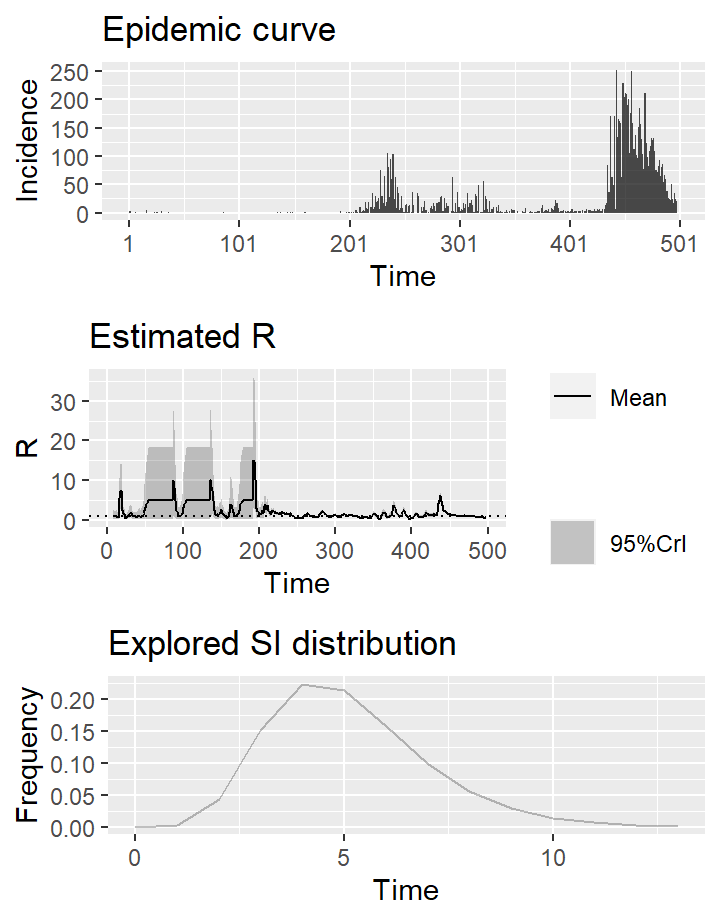 Epidemic curve
Incidence
250
200
150
100
50
0
1 101 201 301 401 501
Time
Estimated R
R
30
20
10
0
0 100 200 300 400 500
Time
Mean
95%CrI
Explored SI distribution
Frequency
0.20
0.15
0.10
0.05
0.00
0 5 10
Time